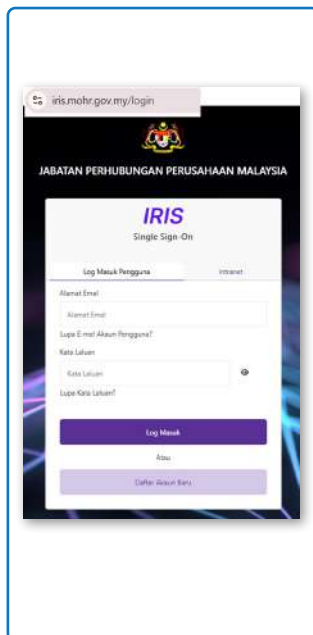 iris.mohr.gov.my/login
JABATAN PERHUBUNGAN PERUSAHAAN MALAYSIA
IRIS
Single Sign-On
Log Masuk Pengguna
Intranet
Alamat Emel
Alamat Emel
Lupa E-mel Akaun Pengguna?
Kata Laluan
Kata Laluan
Lupa Kata Laluan?
Log Masuk
Atau
Daftar Akaun Baru